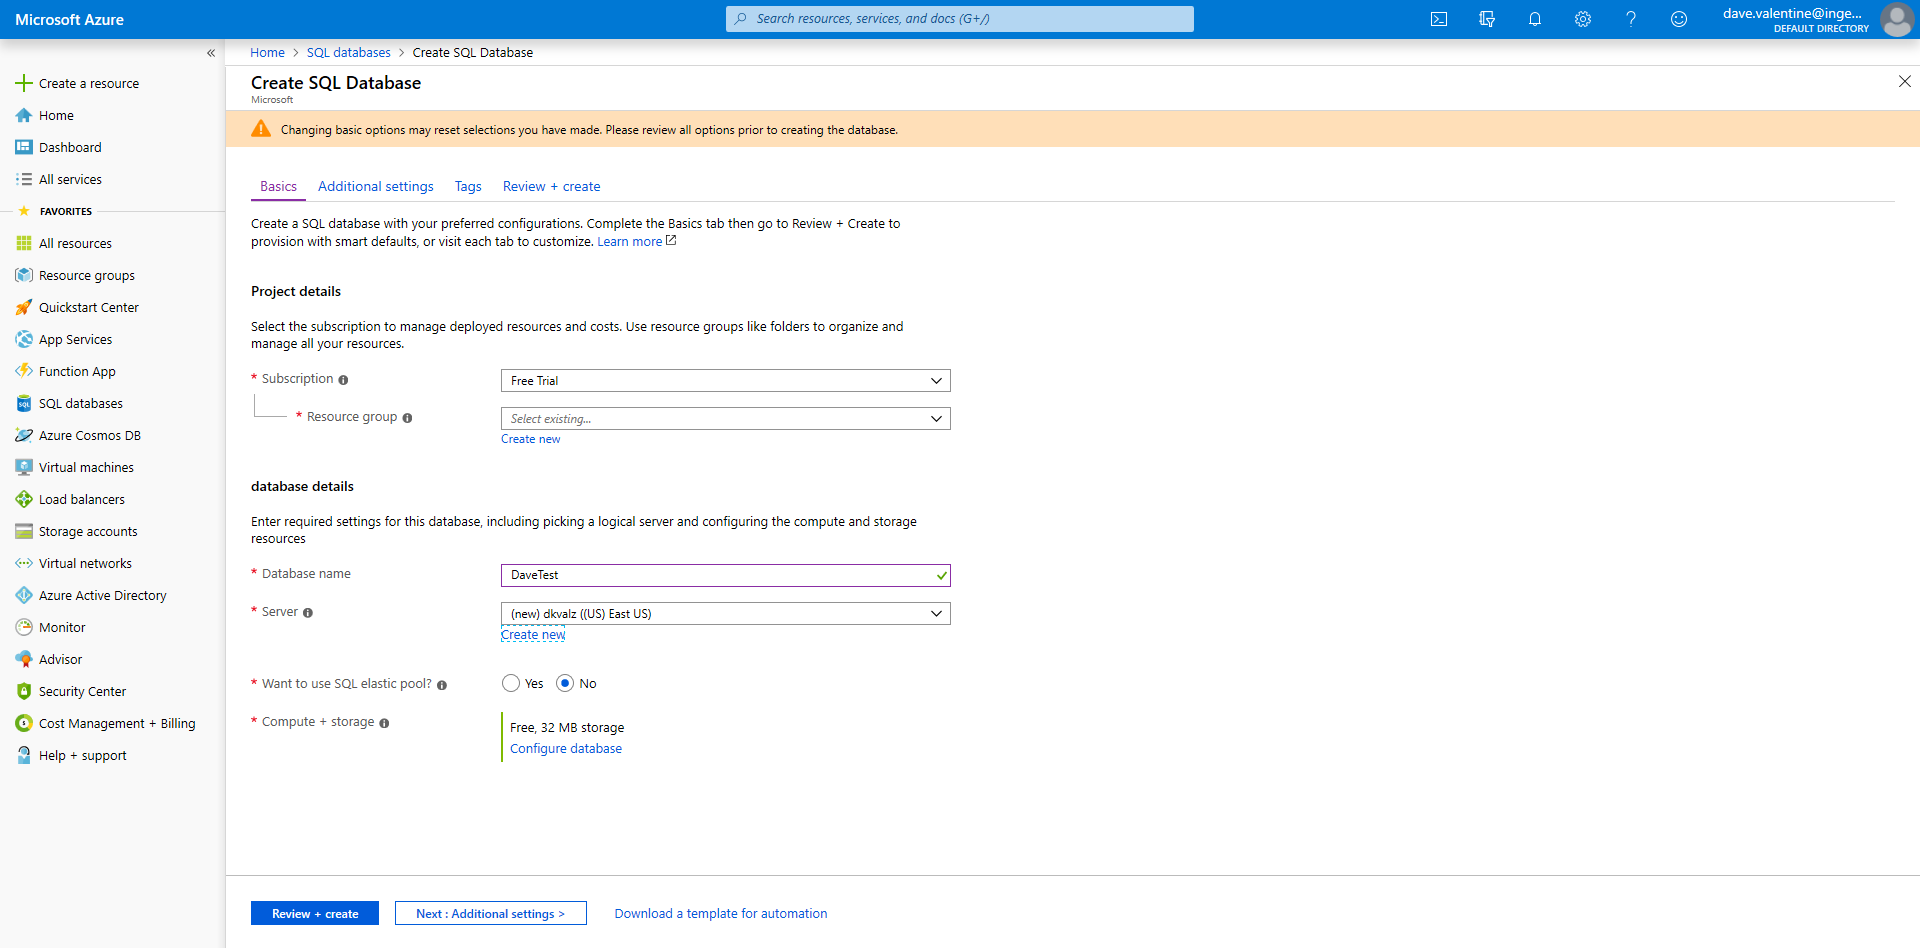 Microsoft Azure
Search resources, services, and docs (G+/)
dave.valentine@inge...
DEFAULT DIRECTORY
Home > SQL databases > Create SQL Database
Create a resource
Home
Dashboard
All services
FAVORITES
All resources
Resource groups
Quickstart Center
App Services
Function App
SQL databases
Azure Cosmos DB
Virtual machines
Load balancers
Storage accounts
Virtual networks
Azure Active Directory
Monitor
Advisor
Security Center
Cost Management + Billing
Help + support
Create SQL Database
Microsoft
Changing basic options may reset selections you have made. Please review all options prior to creating the database.
Basics Additional settings Tags Review + create
Create a SQL database with your preferred configurations. Complete the Basics tab then go to Review + Create to
provision with smart defaults, or visit each tab to customize. Learn more
Project details
Select the subscription to manage deployed resources and costs. Use resource groups like folders to organize and
manage all your resources.
* Subscription Free Trial
* Resource group Select existing...
Create new
database details
Enter required settings for this database, including picking a logical server and configuring the compute and storage
resources
* Database name DaveTest
* Server (new) dkvalz ((US) East US)
Create new
* Want to use SQL elastic pool? Yes No
* Compute + storage Free, 32 MB storage
Configure database
Review + create Next : Additional settings > Download a template for automation